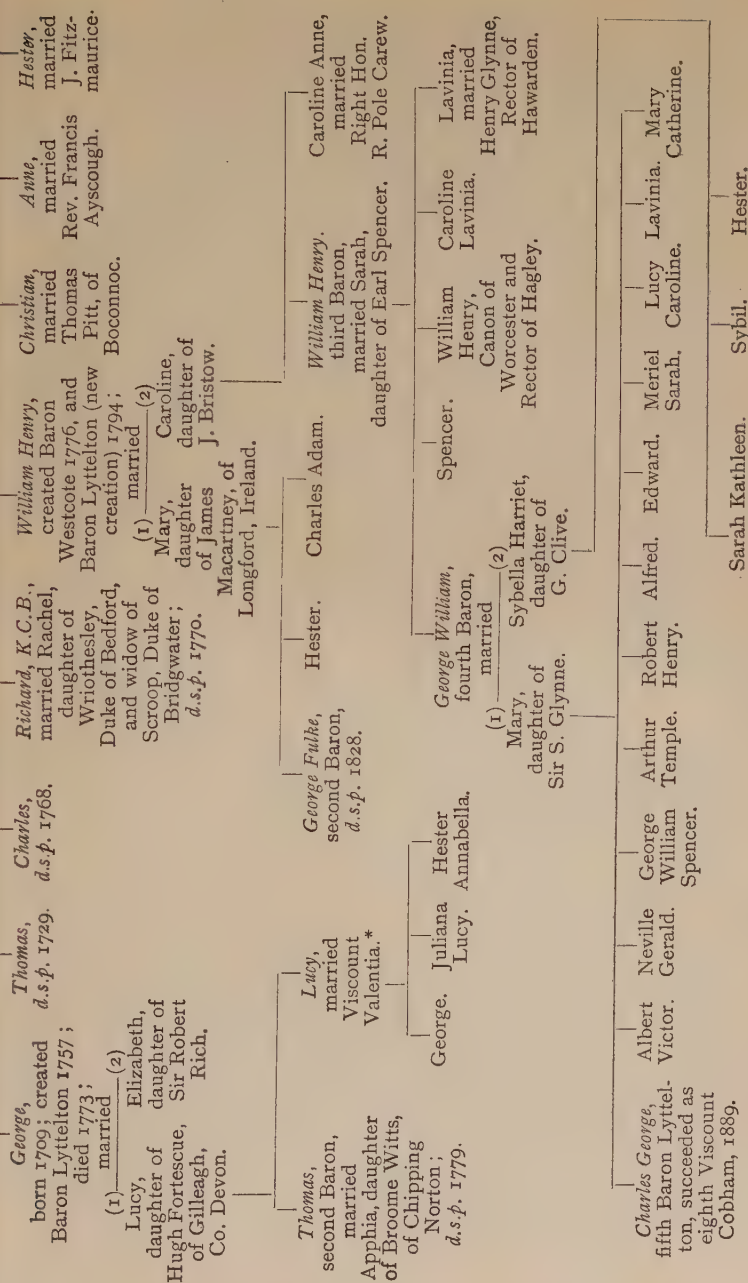 George,
born 1709; created
Baron Lyttelton 1757;
died 1773;
married
(1) (2)
Lucy,
daughter of
Hugh Fortescue,
of Gilleagh,
Co. Devon.
Elizabeth,
daughter of
Sir Robert
Rich.
Thomas,
d.s.p. 1729.
Charles,
d.s.p. 1768.
Richard, K.C.B.,
married Rachel,
daughter of
Wriothesley,
Duke of Bedford,
and widow of
Scroop, Duke of
Bridgwater;
d.s.p. 1770.
William Henry,
created Baron
Westcote 1776, and
Baron Lyttelton (new
creation) 1794;
married
(1) (2)
Mary,
daughter
of James
Macartney, of
Longford, Ireland.
Caroline,
daughter of
J. Bristow.
Christian,
married
Thomas
Pitt, of
Boconnoc.
Anne,
married
Rev. Francis
Ayscough.
Hester,
married
J. Fitz-
maurice.
Thomas,
second Baron,
married
Apphia, daughter
of Broome Witts,
of Chipping
Norton;
d.s.p. 1779.
Lucy,
married
Viscount
Valentia.*
George Fulke,
second Baron,
d.s.p. 1828.
Hester.
Charles Adam.
William Henry.
third Baron,
married Sarah,
daughter of Earl Spencer.
Caroline Anne,
married
Right Hon.
R. Pole Carew.
George.
Juliana
Lucy.
Hester
Annabella.
George William,
fourth Baron,
married
(1) (2)
Mary,
daughter of
Sir S. Glynne.
Sybella Harriet,
daughter of
G. Clive.
Spencer.
William
Henry,
Canon of
Worcester and
Rector of Hagley.
Caroline
Lavinia.
Lavinia,
married
Henry Glynne,
Rector of
Hawarden.
Charles George,
fifth Baron Lyttel-
ton, succeeded as
eighth Viscount
Cobham, 1889.
Albert
Victor.
Neville
Gerald.
George
William
Spencer.
Arthur
Temple.
Robert
Henry.
Alfred.
Edward.
Meriel
Sarah.
Lucy
Caroline.
Lavinia.
Mary
Catherine.
Sarah Kathleen.
Sybil.
Hester.